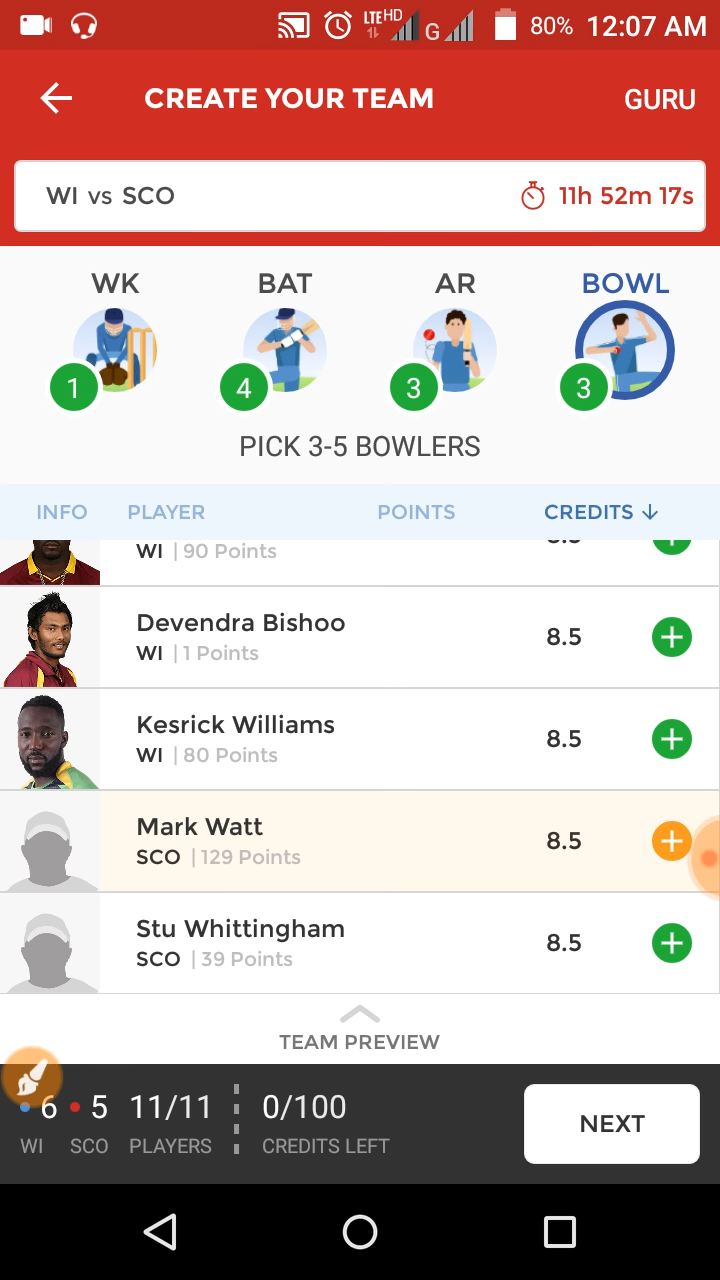 LTE HD G 80% 12:07 AM
CREATE YOUR TEAM GURU
WI vs SCO 11h 52m 17s
WK BAT AR BOWL
1 4 3 3
PICK 3-5 BOWLERS
INFO PLAYER POINTS CREDITS
WI | 90 Points
Devendra Bishoo
WI | 1 Points 8.5
Kesrick Williams
WI | 80 Points 8.5
Mark Watt
SCO | 129 Points 8.5
Stu Whittingham
SCO | 39 Points 8.5
TEAM PREVIEW
6 5 11/11 0/100 NEXT
WI SCO PLAYERS CREDITS LEFT